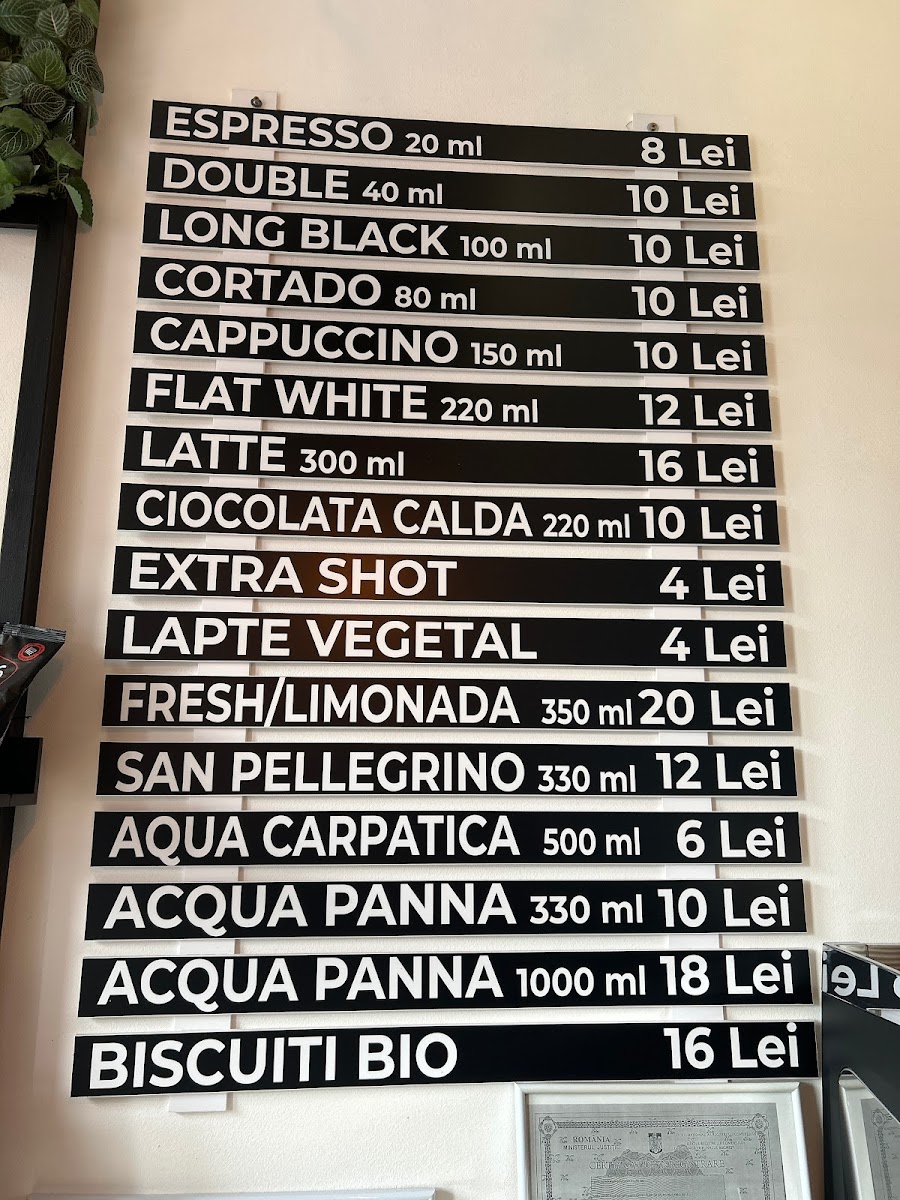 ESPRESSO 20 ml 8 Lei
DOUBLE 40 ml 10 Lei
LONG BLACK 100 ml 10 Lei
CORTADO 80 ml 10 Lei
CAPPUCCINO 150 ml 10 Lei
FLAT WHITE 220 ml 12 Lei
LATTE 300 ml 16 Lei
CIOCOLATA CALDA 220 ml 10 Lei
EXTRA SHOT 4 Lei
LAPTE VEGETAL 4 Lei
FRESH/LIMONADA 350 ml 20 Lei
SAN PELLEGRINO 330 ml 12 Lei
AQUA CARPATICA 500 ml 6 Lei
ACQUA PANNA 330 ml 10 Lei
ACQUA PANNA 1000 ml 18 Lei
BISCUITI BIO 16 Lei
Lei
ROMÂNIA